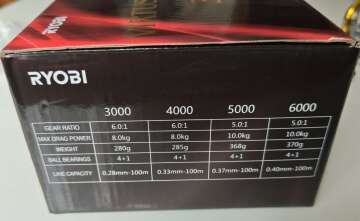 RYOBI
3000 4000 5000 6000
GEAR RATIO 6.0:1 6.0:1 5.0:1 5.0:1
MAX DRAG POWER 8.0kg 8.0kg 10.0kg 10.0kg
WEIGHT 280g 285g 368g 370g
BALL BEARINGS 4+1 4+1 4+1 4+1
LINE CAPACITY 0.28mm-100m 0.33mm-100m 0.37mm-100m 0.40mm-100m